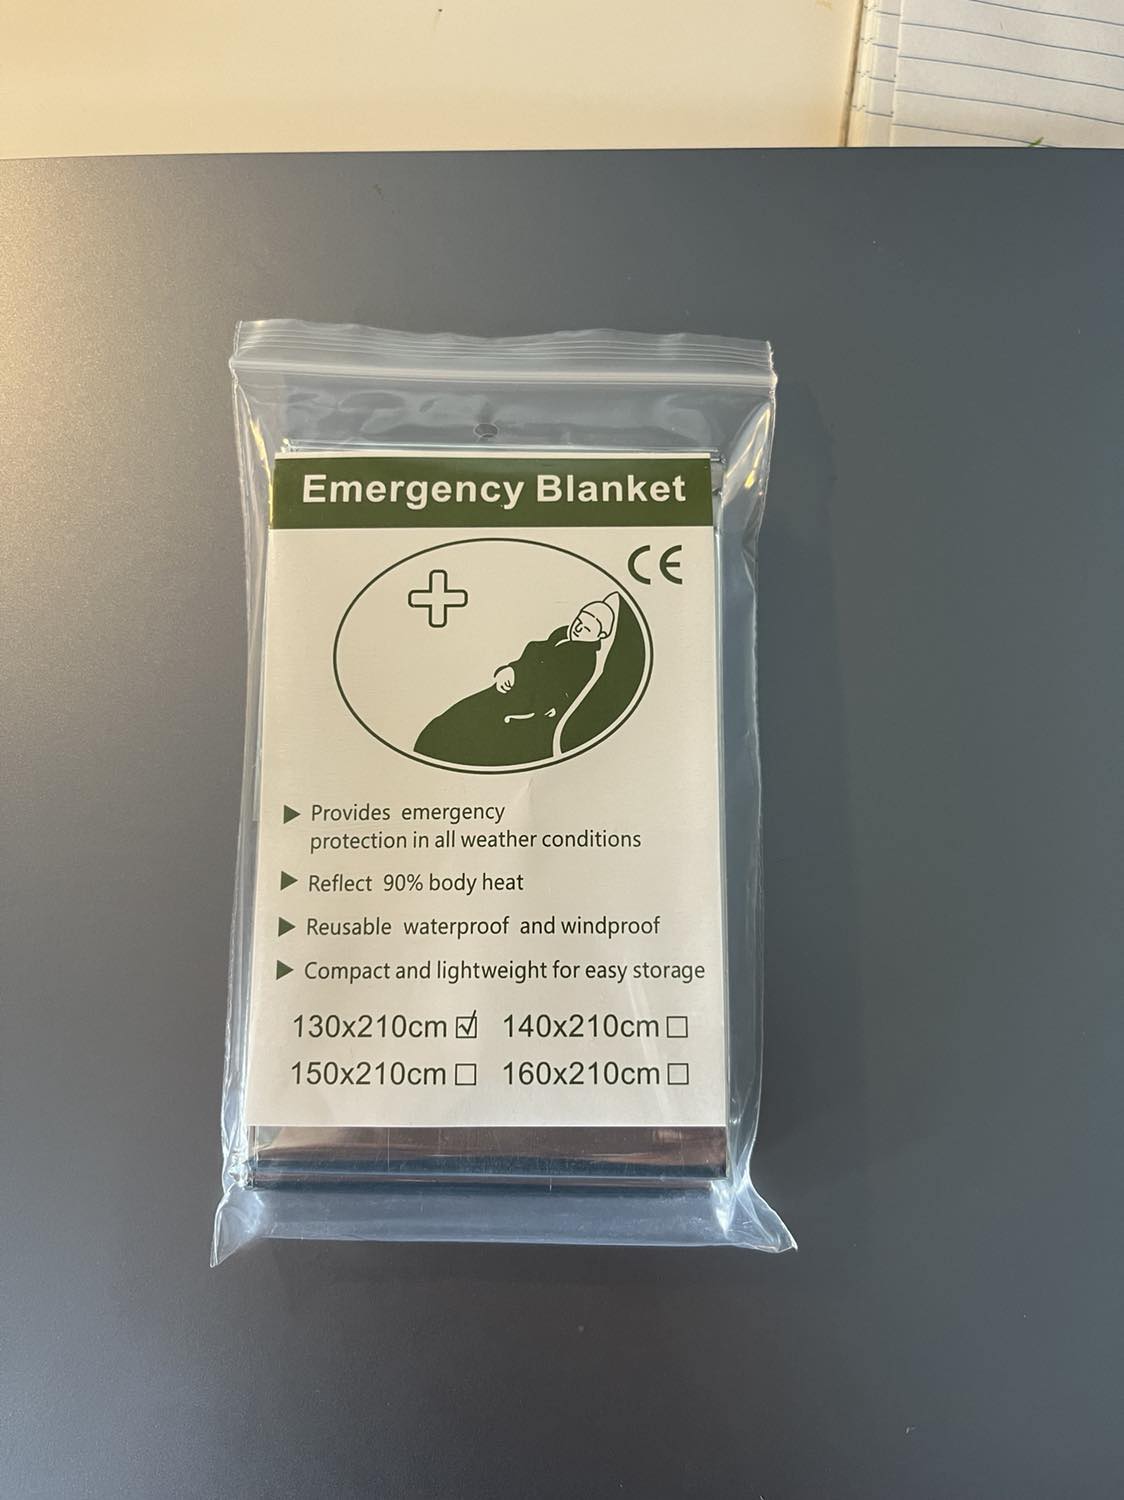 Emergency Blanket
CE
Provides emergency
protection in all weather conditions
Reflect 90% body heat
Reusable waterproof and windproof
Compact and lightweight for easy storage
130x210cm ☑ 140x210cm ☐
150x210cm ☐ 160x210cm ☐